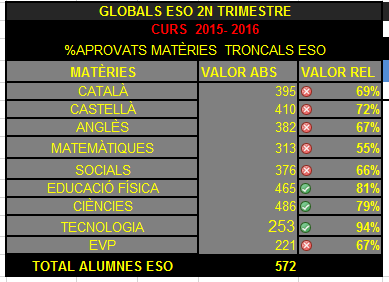 GLOBALS ESO 2N TRIMESTRE
CURS 2015- 2016
%APROVATS MATÈRIES TRONCALS ESO
MATÈRIES VALOR ABS VALOR REL
CATALÀ 395 69%
CASTELLÀ 410 72%
ANGLÈS 382 67%
MATEMÀTIQUES 313 55%
SOCIALS 376 66%
EDUCACIÓ FÍSICA 465 81%
CIÈNCIES 486 79%
TECNOLOGIA 253 94%
EVP 221 67%
TOTAL ALUMNES ESO 572